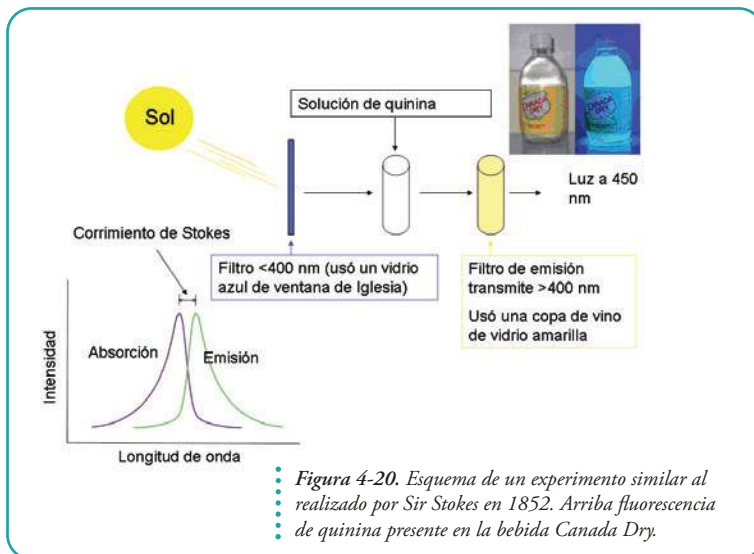 Sol
Solución de quinina
CANADA
DRY
Luz a 450
nm
Corrimiento de Stokes
Filtro <400 nm (usó un vidrio
azul de ventana de Iglesia)
Filtro de emisión
transmite >400 nm
Usó una copa de vino
de vidrio amarilla
Absorción
Emisión
Intensidad
Longitud de onda
Figura 4-20. Esquema de un experimento similar al
realizado por Sir Stokes en 1852. Arriba fluorescencia
de quinina presente en la bebida Canada Dry.